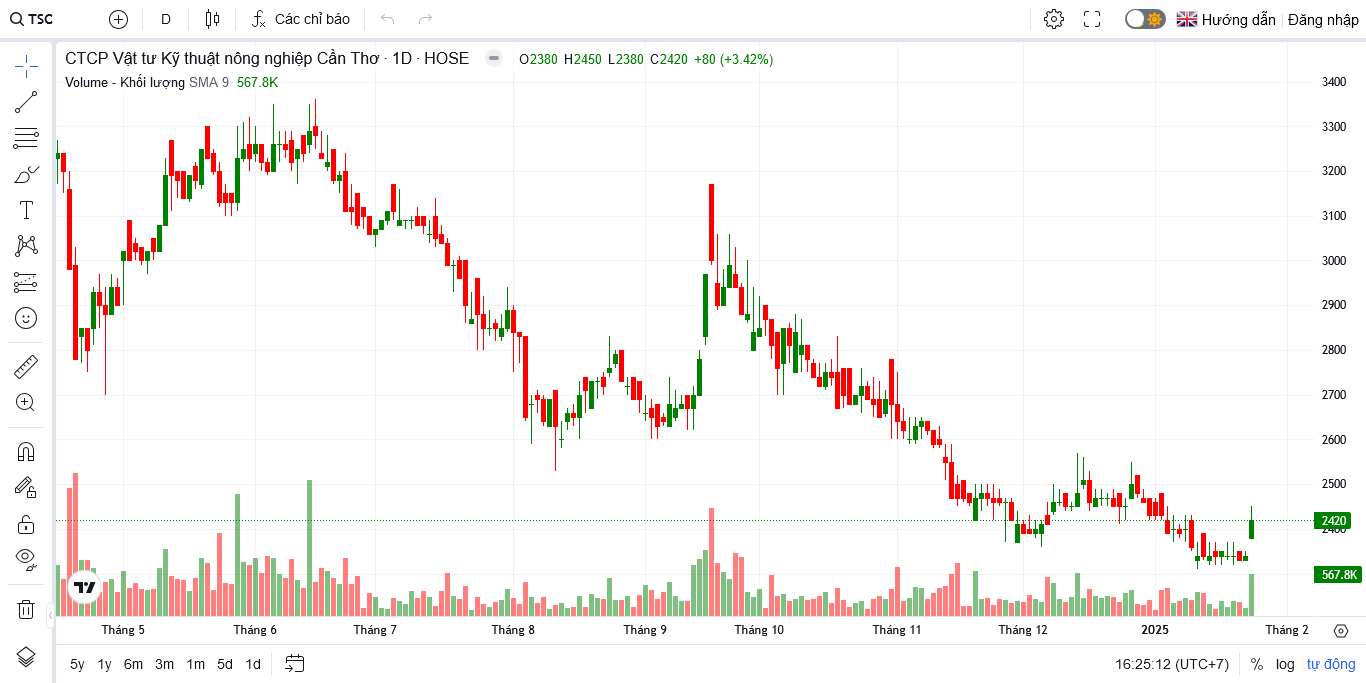 TSC D Các chỉ báo Hướng dẫn Đăng nhập
CTCP Vật tư Kỹ thuật nông nghiệp Cần Thơ · 1D · HOSE O2380 H2450 L2380 C2420 +80 (+3.42%)
Volume - Khối lượng SMA 9 567.8K
3400
3300
3200
3100
3000
2900
2800
2700
2600
2500
2420
2400
567.8K
Tháng 5 Tháng 6 Tháng 7 Tháng 8 Tháng 9 Tháng 10 Tháng 11 Tháng 12 2025 Tháng 2
5y 1y 6m 3m 1m 5d 1d 16:25:12 (UTC+7) % log tự động